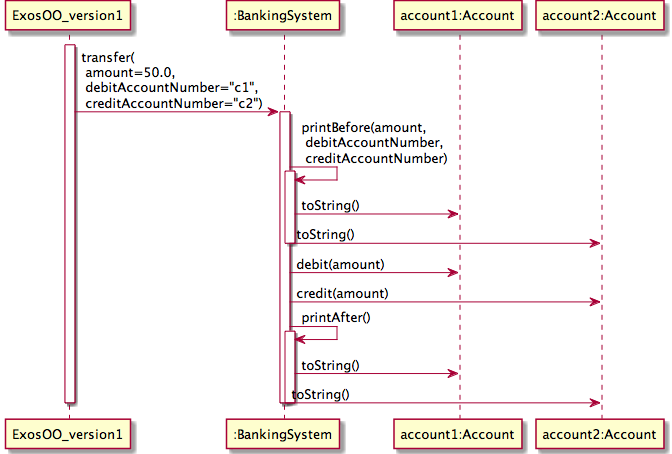 ExosOO_version1
:BankingSystem
account1:Account
account2:Account
transfer(
amount=50.0,
debitAccountNumber="c1",
creditAccountNumber="c2")
printBefore(amount,
debitAccountNumber,
creditAccountNumber)
toString()
toString()
debit(amount)
credit(amount)
printAfter()
toString()
toString()
ExosOO_version1
:BankingSystem
account1:Account
account2:Account